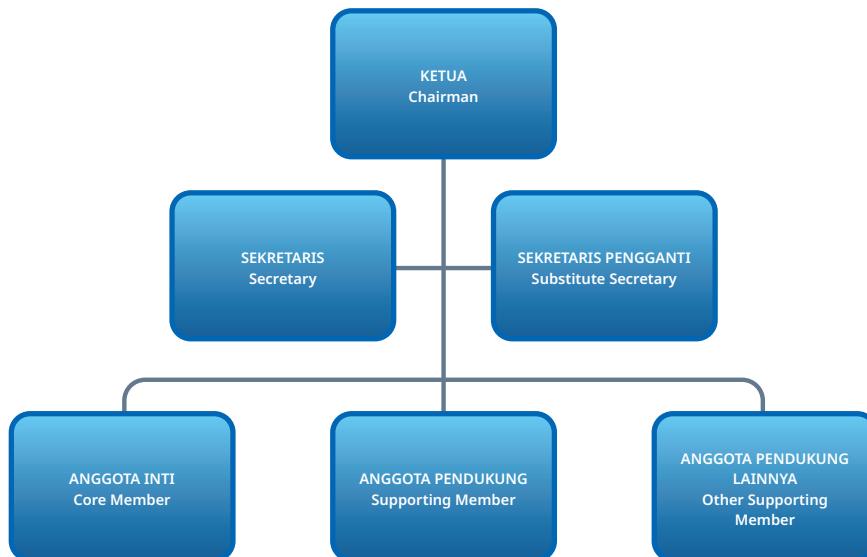 KETUA
Chairman
SEKRETARIS
Secretary
SEKRETARIS PENGGANTI
Substitute Secretary
ANGGOTA INTI
Core Member
ANGGOTA PENDUKUNG
Supporting Member
ANGGOTA PENDUKUNG
LAINNYA
Other Supporting
Member